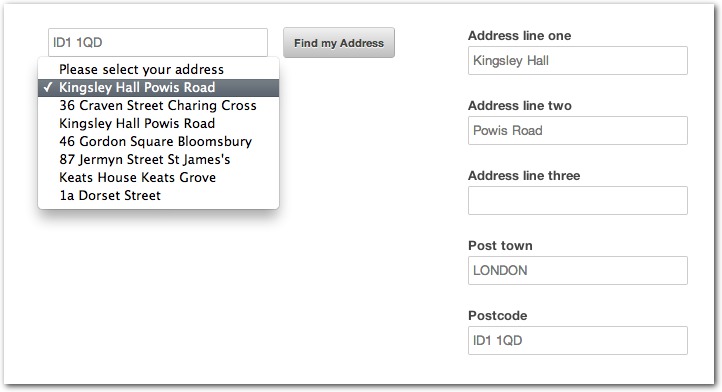 ID1 1QD
Find my Address
Please select your address
✓ Kingsley Hall Powis Road
36 Craven Street Charing Cross
Kingsley Hall Powis Road
46 Gordon Square Bloomsbury
87 Jermyn Street St James's
Keats House Keats Grove
1a Dorset Street
Address line one
Kingsley Hall
Address line two
Powis Road
Address line three
Post town
LONDON
Postcode
ID1 1QD